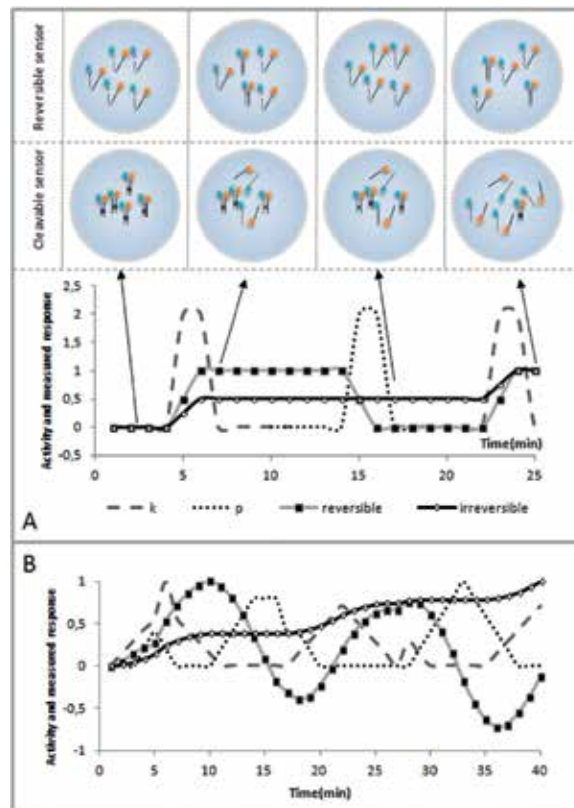 Reversible sensor
Cleavable sensor
Activity and measured response
2,5
2
1,5
1
0,5
0
-0,5
0
5
10
15
20
25
Time(min)
A
k
p
reversible
irreversible
B
Activity and measured response
1
0,5
0
-0,5
-1
0
5
10
15
20
25
30
35
40
Time(min)